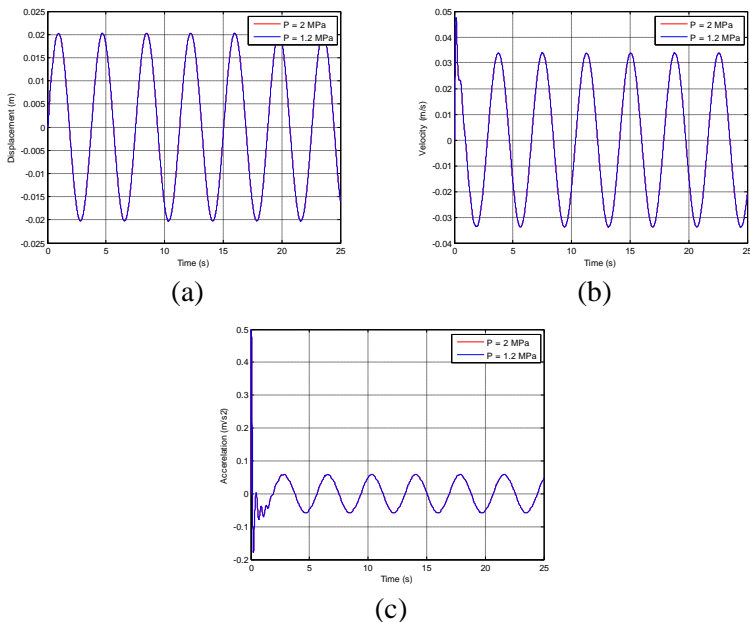 0.025
0.02
0.015
0.01
0.005
0
-0.005
-0.01
-0.015
-0.02
-0.025
Displacement (m)
0 5 10 15 20 25
Time (s)
P = 2 MPa
P = 1.2 MPa
(a)
0.05
0.04
0.03
0.02
0.01
0
-0.01
-0.02
-0.03
-0.04
Velocity (m/s)
0 5 10 15 20 25
Time (s)
P = 2 MPa
P = 1.2 MPa
(b)
0.5
0.4
0.3
0.2
0.1
0
-0.1
-0.2
Accerelation (m/s2)
0 5 10 15 20 25
Time (s)
P = 2 MPa
P = 1.2 MPa
(c)